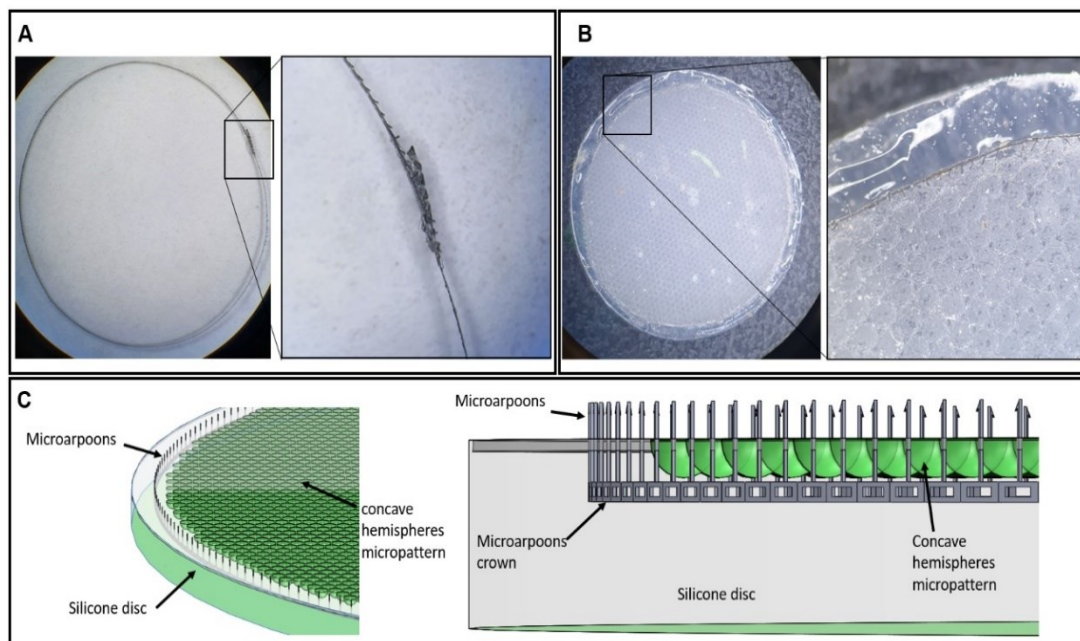 A
B
C
Microarpoons
concave
hemispheres
micropattern
Silicone disc
Microarpoons
Microarpoons
crown
Silicone disc
Concave
hemispheres
micropattern